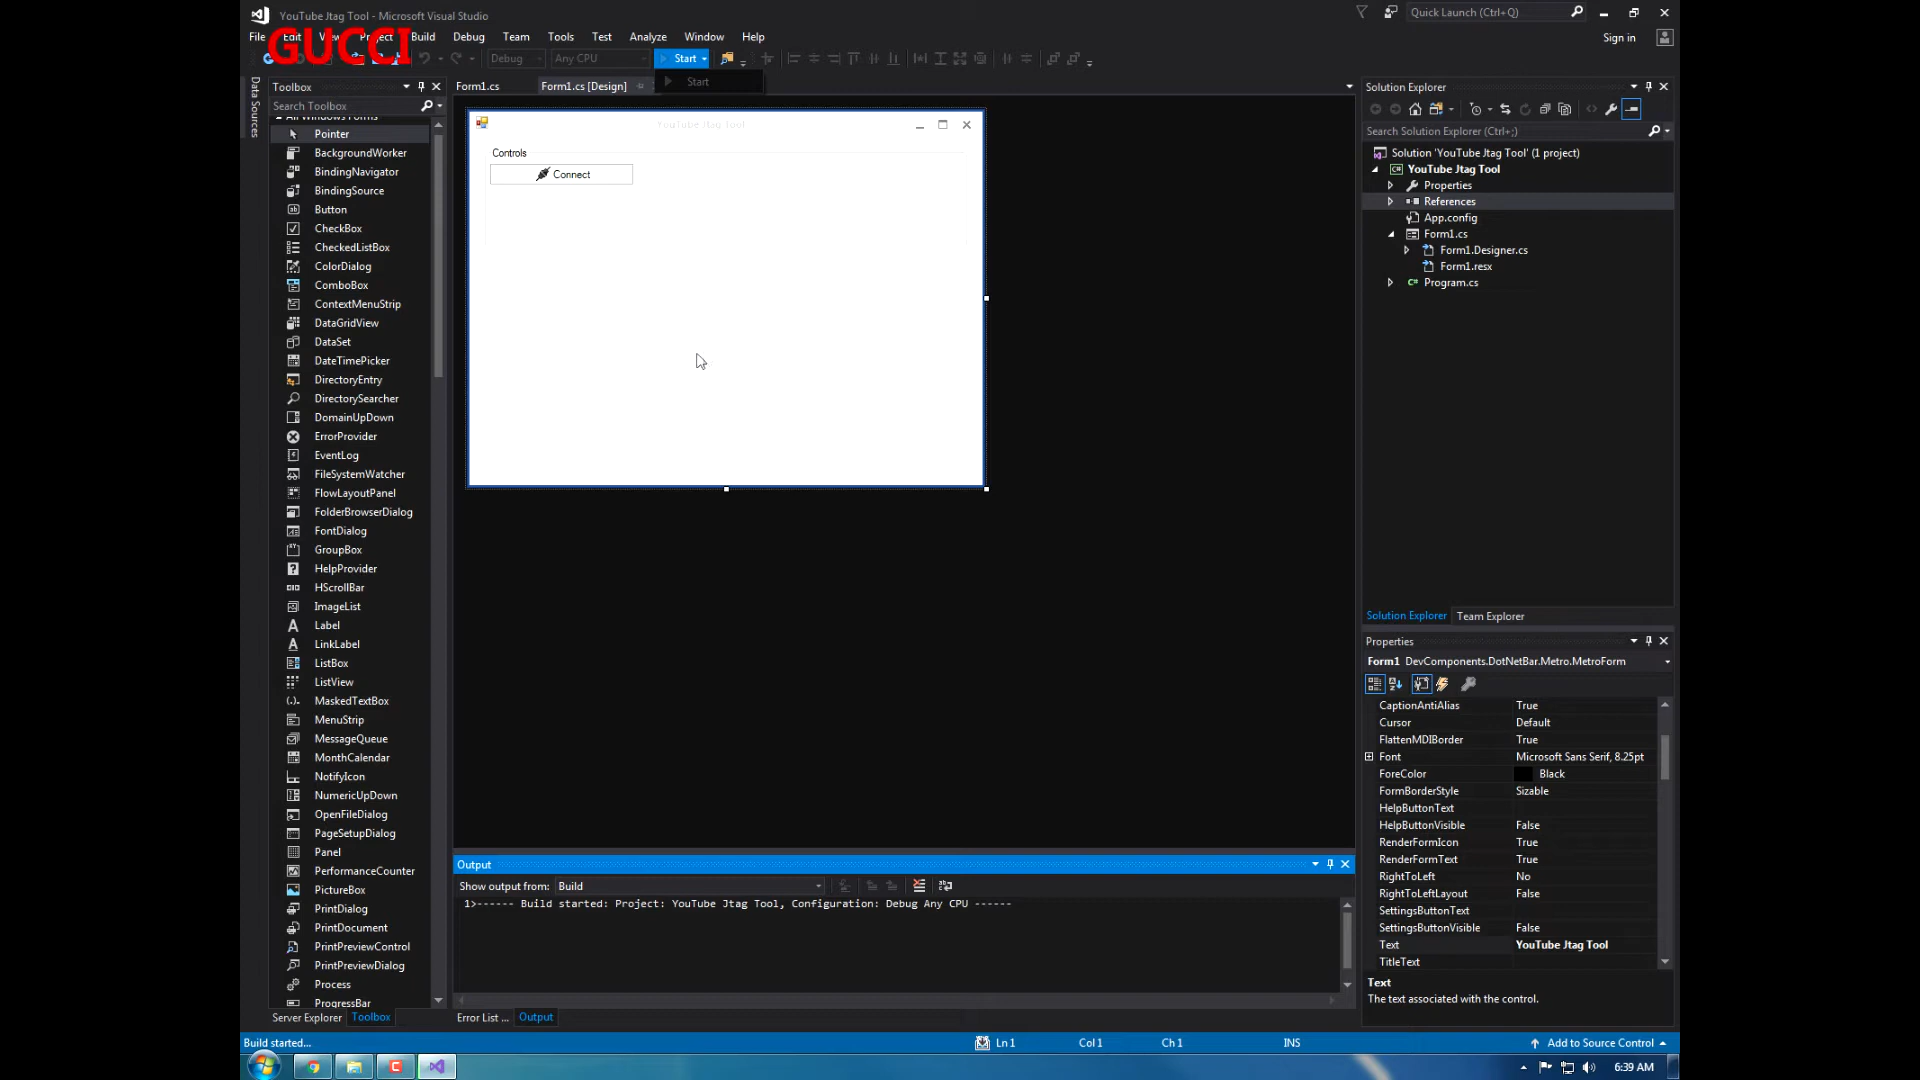 YouTube Jtag Tool - Microsoft Visual Studio
Quick Launch (Ctrl+Q)
GUCCI
File Edit View Project Build Debug Team Tools Test Analyze Window Help
Sign in
Debug Any CPU Start
Start
Data Sources
Toolbox
Search Toolbox
All Windows Forms
Pointer
BackgroundWorker
BindingNavigator
BindingSource
Button
CheckBox
CheckedListBox
ColorDialog
ComboBox
ContextMenuStrip
DataGridView
DataSet
DateTimePicker
DirectoryEntry
DirectorySearcher
DomainUpDown
ErrorProvider
EventLog
FileSystemWatcher
FlowLayoutPanel
FolderBrowserDialog
FontDialog
GroupBox
HelpProvider
HScrollBar
ImageList
Label
LinkLabel
ListBox
ListView
MaskedTextBox
MenuStrip
MessageQueue
MonthCalendar
NotifyIcon
NumericUpDown
OpenFileDialog
PageSetupDialog
Panel
PerformanceCounter
PictureBox
PrintDialog
PrintDocument
PrintPreviewControl
PrintPreviewDialog
Process
ProgressBar
Server Explorer Toolbox
Form1.cs Form1.cs [Design]
YouTube Jtag Tool
Controls
Connect
Output
Show output from: Build
1>------ Build started: Project: YouTube Jtag Tool, Configuration: Debug Any CPU ------
Error List ... Output
Solution Explorer
Search Solution Explorer (Ctrl+;)
Solution 'YouTube Jtag Tool' (1 project)
YouTube Jtag Tool
Properties
References
App.config
Form1.cs
Form1.Designer.cs
Form1.resx
Program.cs
Solution Explorer Team Explorer
Properties
Form1 DevComponents.DotNetBar.Metro.MetroForm
CaptionAntiAlias True
Cursor Default
FlattenMDIBorder True
Font Microsoft Sans Serif, 8.25pt
ForeColor Black
FormBorderStyle Sizable
HelpButtonText
HelpButtonVisible False
RenderFormIcon True
RenderFormText True
RightToLeft No
RightToLeftLayout False
SettingsButtonText
SettingsButtonVisible False
Text YouTube Jtag Tool
TitleText
Text
The text associated with the control.
Build started... Ln 1 Col 1 Ch 1 INS Add to Source Control
6:39 AM